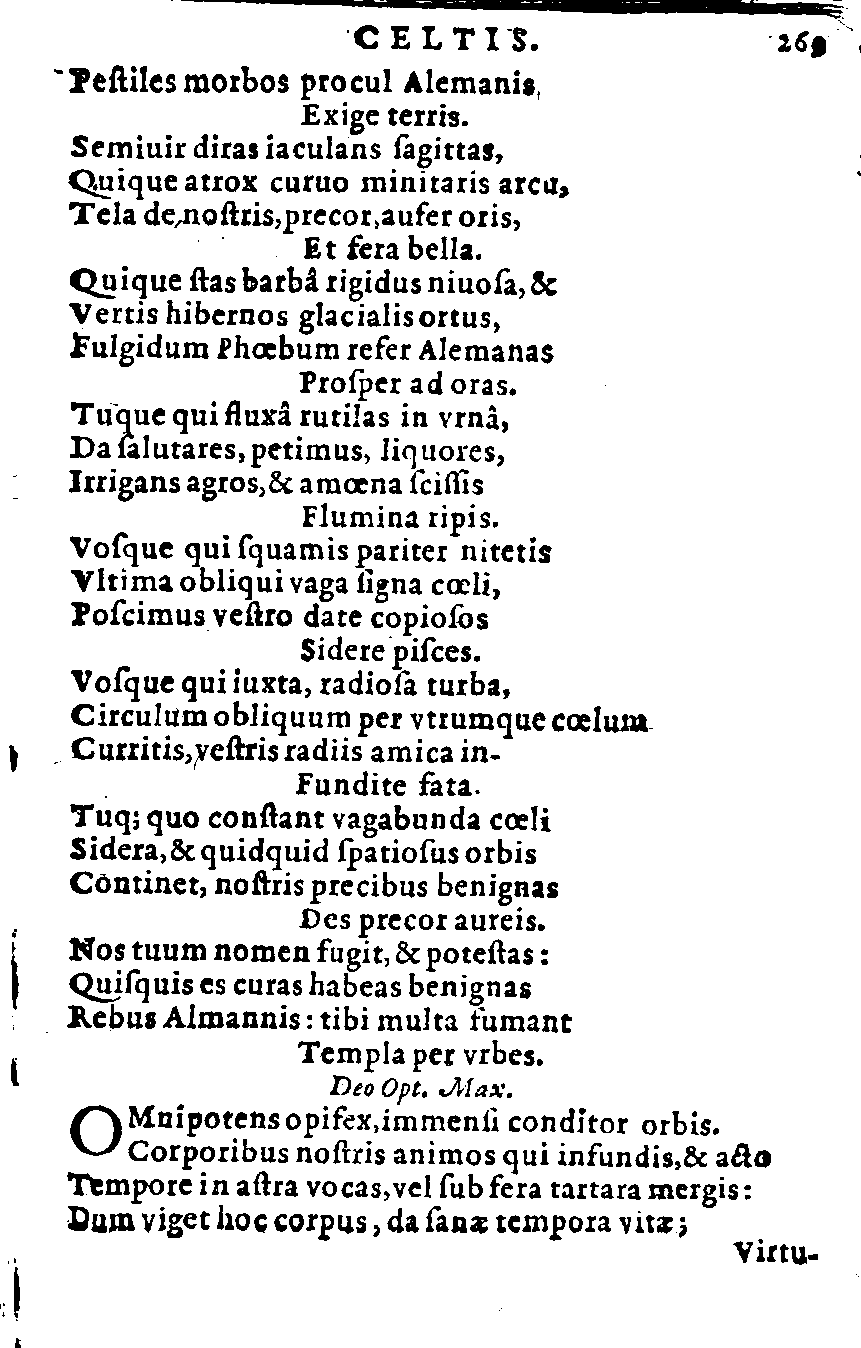 CELTIS. 269
Peſtiles morbos procul Alemanis,
Exige terris.
Semiuir diras iaculans ſagittas,
Quique atrox curuo minitaris arcu,
Tela de noſtris, precor, aufer oris,
Et fera bella.
Quique ſtas barbâ rigidus niuoſa, &
Vertis hibernos glacialis ortus,
Fulgidum Phœbum refer Alemanas
Proſper ad oras.
Tuque qui fluxâ rutilas in vrnâ,
Da ſalutares, petimus, liquores,
Irrigans agros, & amœna ſciſſis
Flumina ripis.
Voſque qui ſquamis pariter nitetis
Vltima obliqui vaga ſigna cœli,
Poſcimus veſtro date copioſos
Sidere piſces.
Voſque qui iuxta, radioſa turba,
Circulum obliquum per vtrumque cœlum
Curritis, veſtris radiis amica in-
Fundite fata.
Tuq; quo conſtant vagabunda cœli
Sidera, & quidquid ſpatioſus orbis
Continet, noſtris precibus benignas
Des precor aureis.
Nos tuum nomen fugit, & poteſtas:
Quiſquis es curas habeas benignas
Rebus Almannis: tibi multa fumant
Templa per vrbes.
Deo Opt. Max.
OMnipotens opifex, immenſi conditor orbis.
Corporibus noſtris animos qui infundis, & acto
Tempore in aſtra vocas, vel ſub fera tartara mergis:
Dum viget hoc corpus, da ſanæ tempora vitæ;
Virtu-